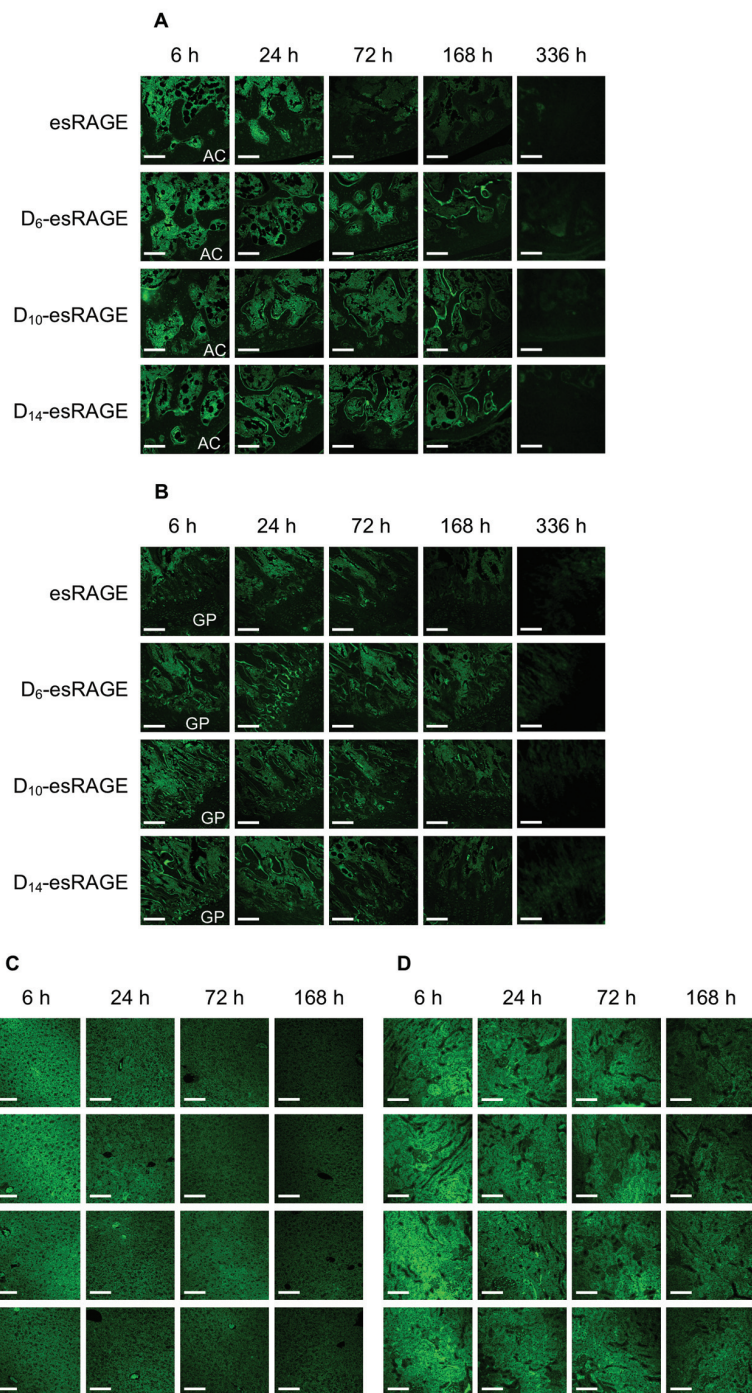 A
6 h 24 h 72 h 168 h 336 h
esRAGE
AC
D₆-esRAGE
AC
D₁₀-esRAGE
AC
D₁₄-esRAGE
AC
B
6 h 24 h 72 h 168 h 336 h
esRAGE
GP
D₆-esRAGE
GP
D₁₀-esRAGE
GP
D₁₄-esRAGE
GP
C D
6 h 24 h 72 h 168 h 6 h 24 h 72 h 168 h